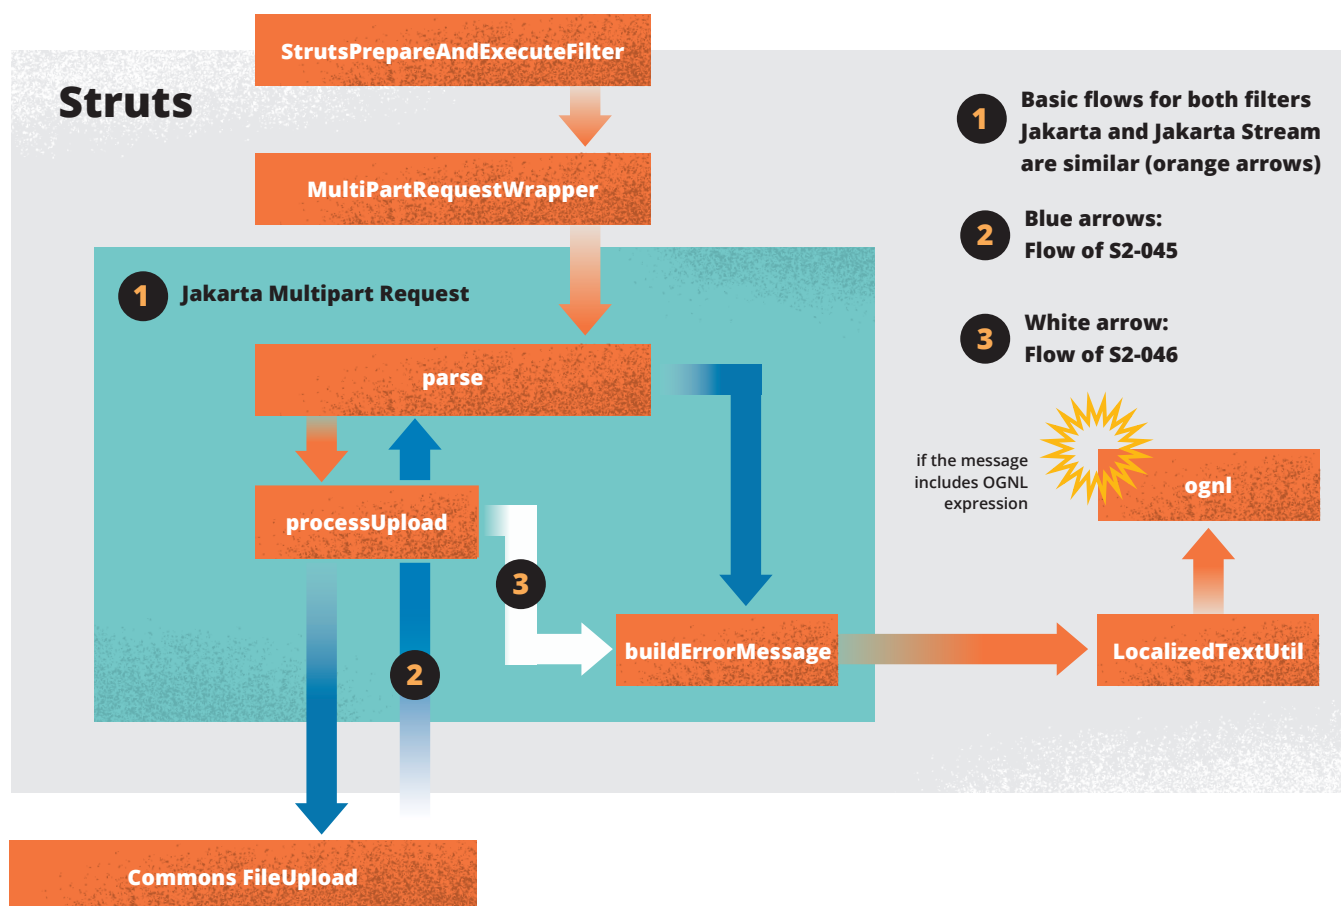 StrutsPrepareAndExecuteFilter
Struts
1
Basic flows for both filters
Jakarta and Jakarta Stream
are similar (orange arrows)
MultiPartRequestWrapper
2
Blue arrows:
Flow of S2-045
1
Jakarta Multipart Request
3
White arrow:
Flow of S2-046
parse
if the message
includes OGNL
expression
ognl
processUpload
3
buildErrorMessage
LocalizedTextUtil
2
Commons FileUpload